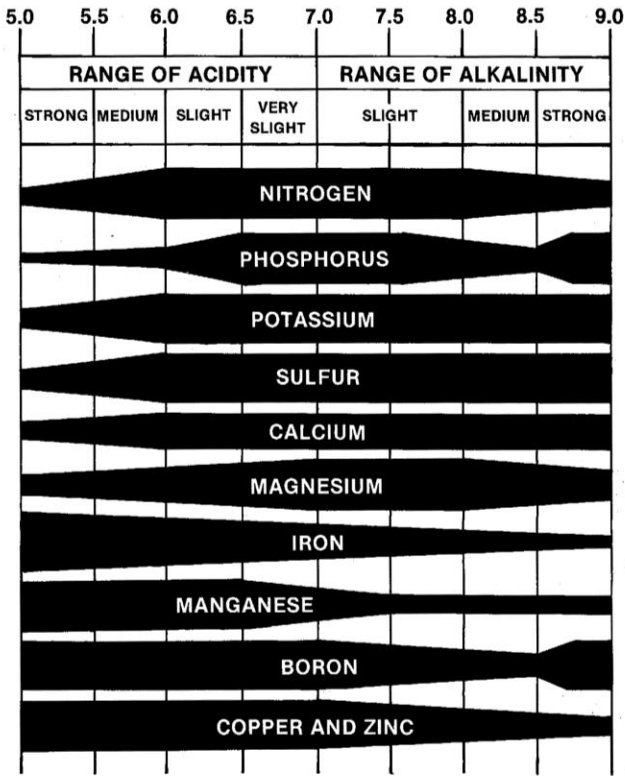 5.0 5.5 6.0 6.5 7.0 7.5 8.0 8.5 9.0
RANGE OF ACIDITY RANGE OF ALKALINITY
STRONG MEDIUM SLIGHT VERY SLIGHT SLIGHT MEDIUM STRONG
NITROGEN
PHOSPHORUS
POTASSIUM
SULFUR
CALCIUM
MAGNESIUM
IRON
MANGANESE
BORON
COPPER AND ZINC